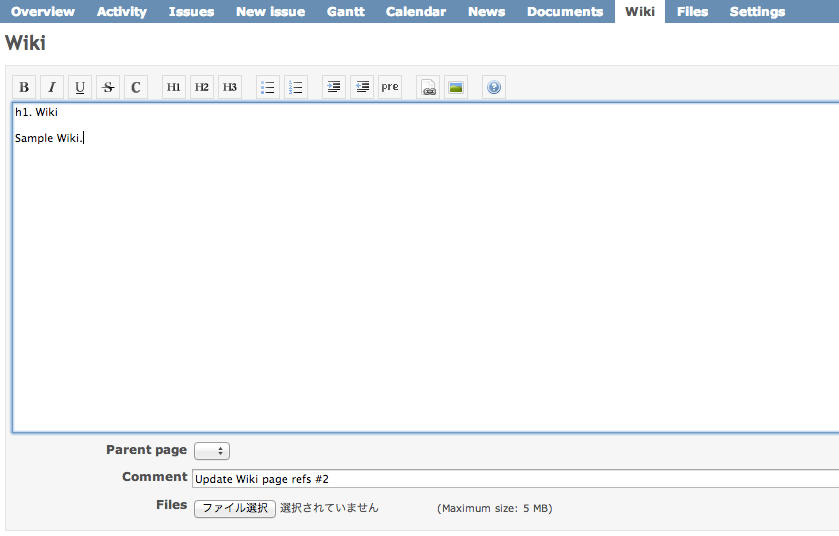 Overview Activity Issues New issue Gantt Calendar News Documents Wiki Files Settings
Wiki
B I U S C H1 H2 H3 pre ?
h1. Wiki
Sample Wiki.
Parent page
Comment Update Wiki page refs #2
Files ファイル選択 選択されていません (Maximum size: 5 MB)